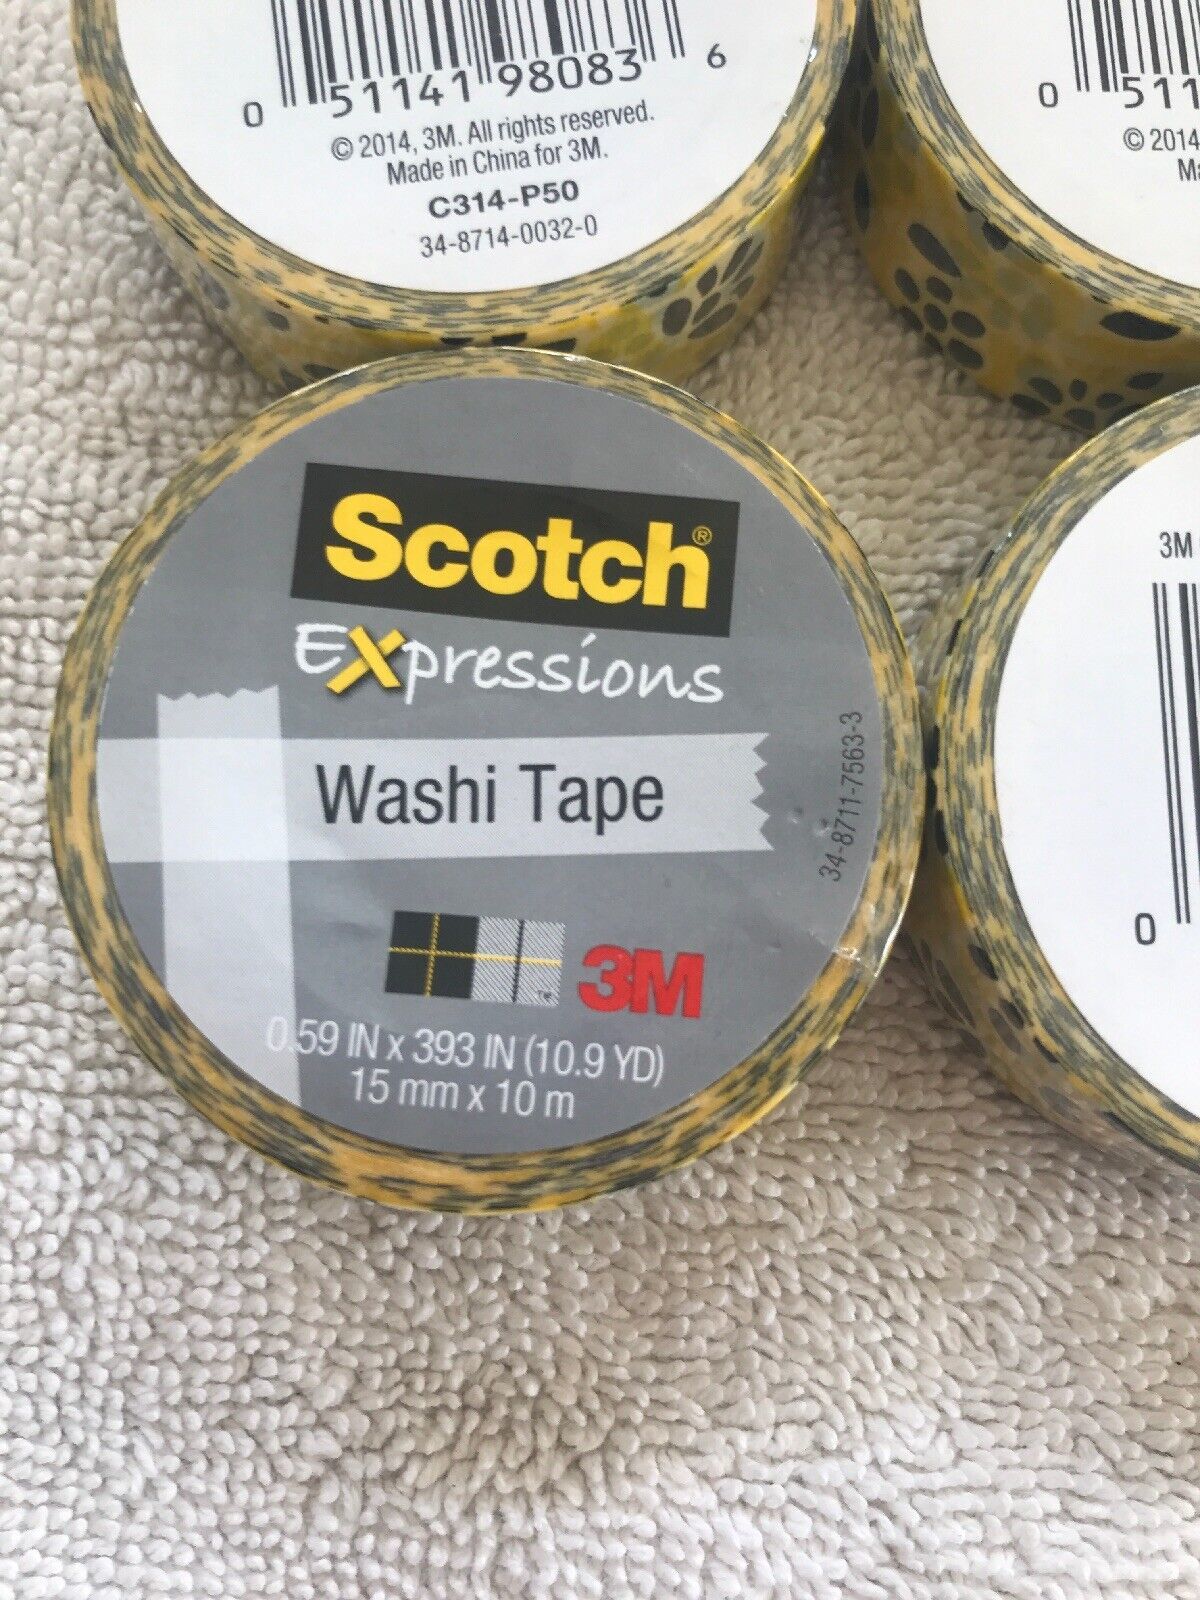 0 51141 98083 6
© 2014, 3M. All rights reserved.
Made in China for 3M.
C314-P50
34-8714-0032-0
0 511
© 2014
Scotch®
Expressions
Washi Tape
34-8711-7563-3
3M
0.59 IN x 393 IN (10.9 YD)
15 mm x 10 m
3M
0